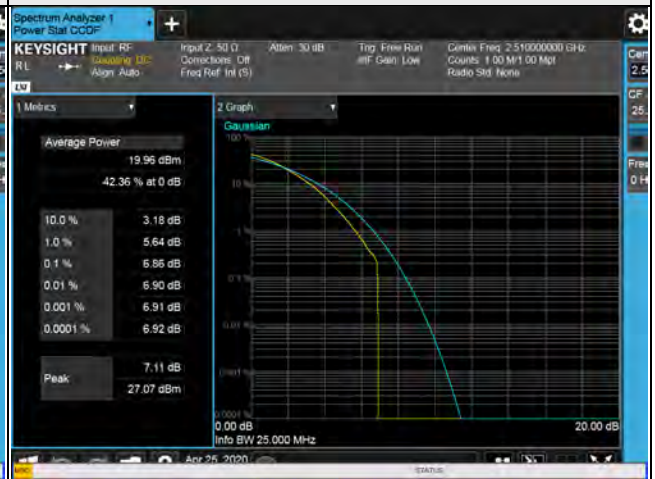 Spectrum Analyzer 1
Power Stat CCDF
+
KEYSIGHT Input: RF Input Z: 50 Ω Atten: 30 dB Trig: Free Run Center Freq: 2.510000000 GHz
RL Coupling: DC Corrections: Off #IF Gain: Low Counts: 1.00 M/1.00 Mpt
Align: Auto Freq Ref: Int (S) Radio Std: None
LXI
1 Metrics
2 Graph
Gaussian
Average Power
19.96 dBm
42.36 % at 0 dB
10.0 % 3.18 dB
1.0 % 5.64 dB
0.1 % 6.86 dB
0.01 % 6.90 dB
0.001 % 6.91 dB
0.0001 % 6.92 dB
Peak
7.11 dB
27.07 dBm
100 %
10 %
1 %
0.1 %
0.01 %
0.001 %
0.0001 %
0.00 dB 20.00 dB
Info BW 25.000 MHz
Apr 25, 2020
MSG STATUS